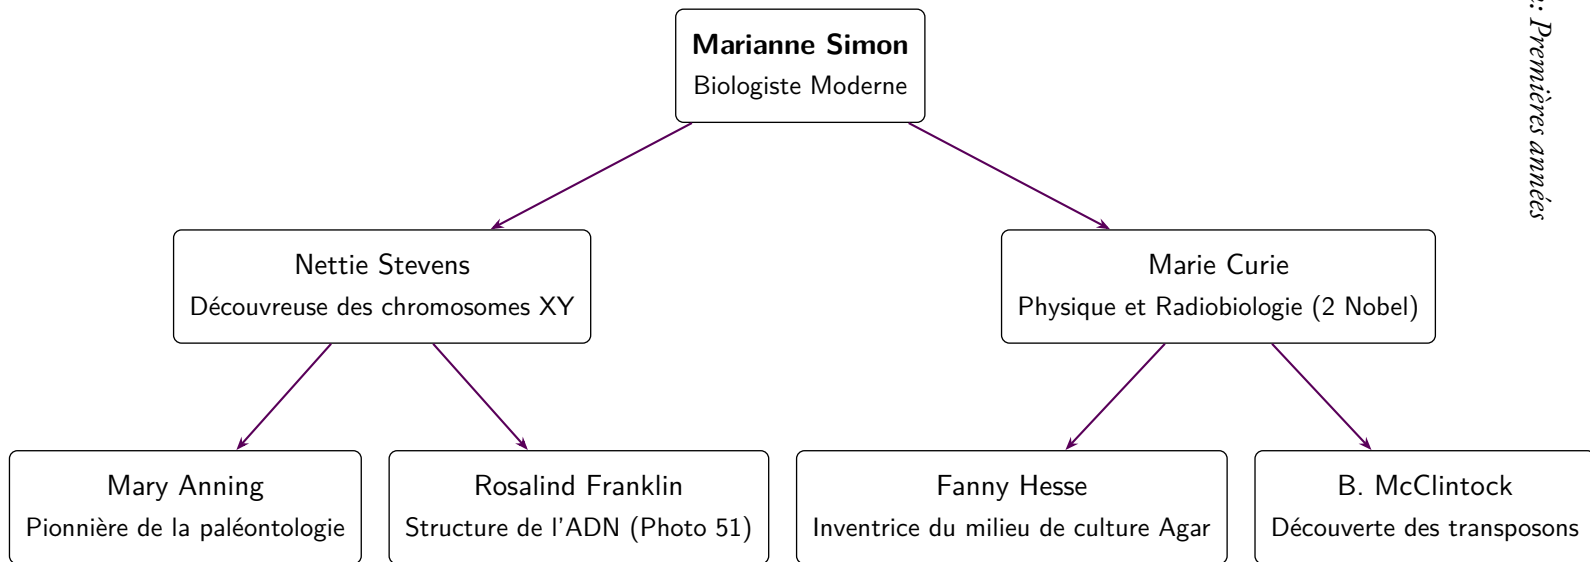 Marianne Simon
Biologiste Moderne
: Premières années
Nettie Stevens
Découvreuse des chromosomes XY
Marie Curie
Physique et Radiobiologie (2 Nobel)
Mary Anning
Pionnière de la paléontologie
Rosalind Franklin
Structure de l'ADN (Photo 51)
Fanny Hesse
Inventrice du milieu de culture Agar
B. McClintock
Découverte des transposons